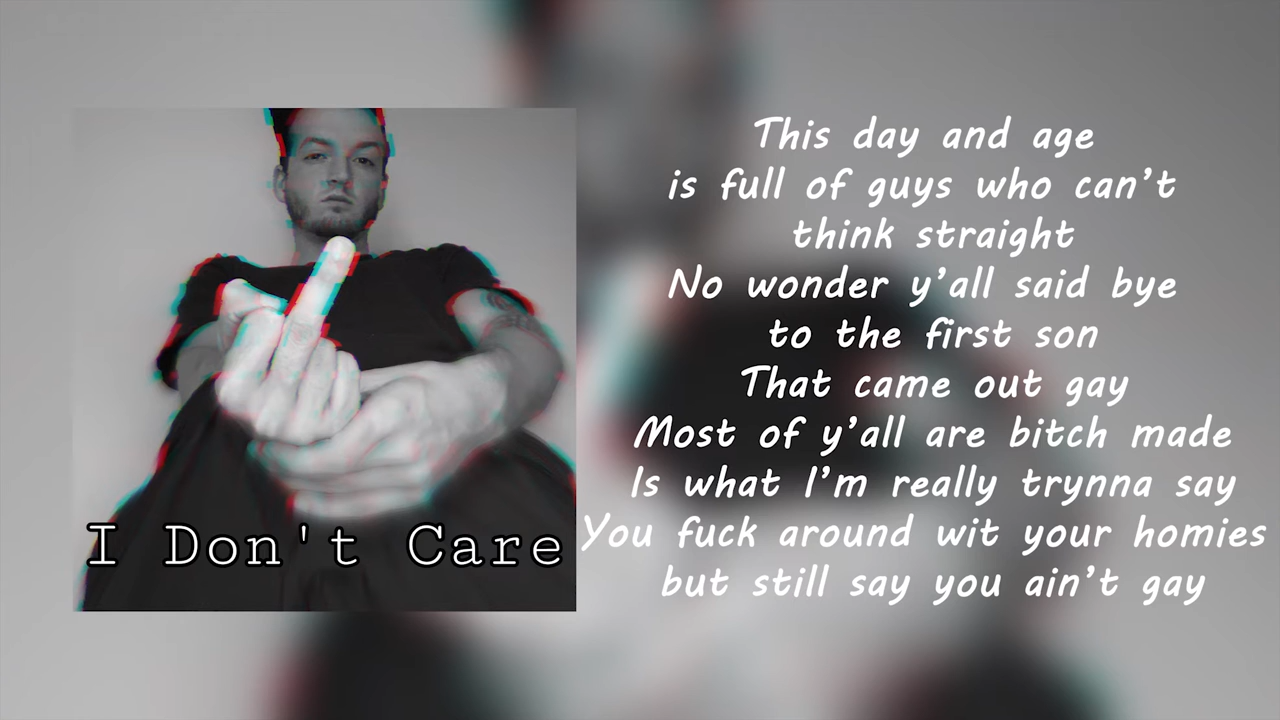 I Don't Care
This day and age
is full of guys who can't
think straight
No wonder y'all said bye
to the first son
That came out gay
Most of y'all are bitch made
Is what I'm really trynna say
You fuck around wit your homies
but still say you ain't gay